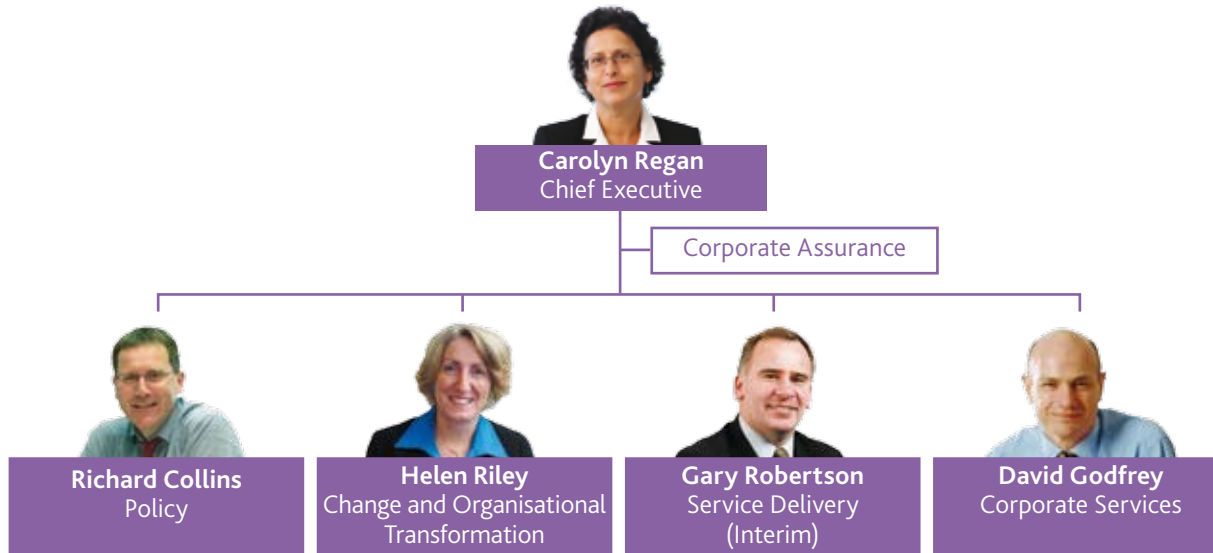 Carolyn Regan
Chief Executive
Corporate Assurance
Richard Collins
Policy
Helen Riley
Change and Organisational
Transformation
Gary Robertson
Service Delivery
(Interim)
David Godfrey
Corporate Services